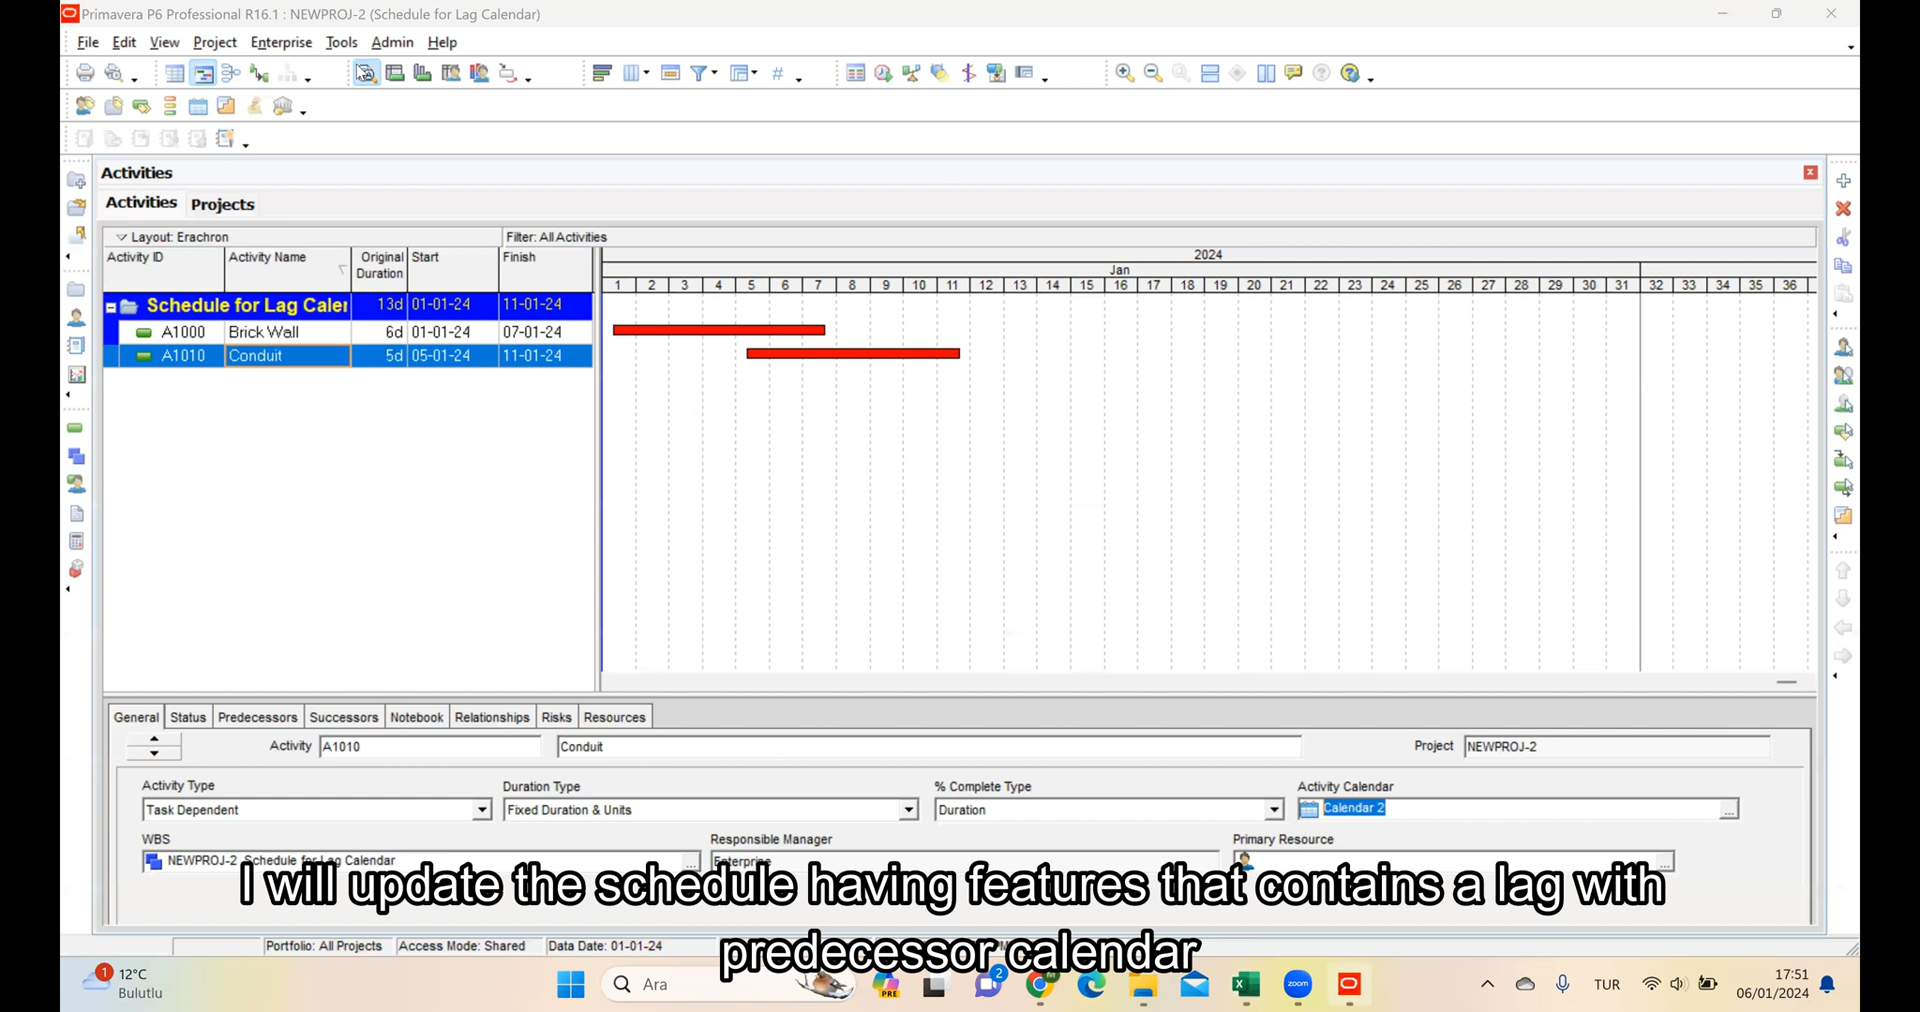 Primavera P6 Professional R16.1 : NEWPROJ-2 (Schedule for Lag Calendar)
File Edit View Project Enterprise Tools Admin Help
Activities
Activities Projects
Layout: Erachron Filter: All Activities
Activity ID Activity Name Original Duration Start Finish
2024
Jan
1 2 3 4 5 6 7 8 9 10 11 12 13 14 15 16 17 18 19 20 21 22 23 24 25 26 27 28 29 30 31 32 33 34 35 36
Schedule for Lag Caler 13d 01-01-24 11-01-24
A1000 Brick Wall 6d 01-01-24 07-01-24
A1010 Conduit 5d 05-01-24 11-01-24
General Status Predecessors Successors Notebook Relationships Risks Resources
Activity A1010 Conduit Project NEWPROJ-2
Activity Type Duration Type % Complete Type Activity Calendar
Task Dependent Fixed Duration & Units Duration Calendar 2
WBS Responsible Manager Primary Resource
NEWPROJ-2 Schedule for Lag Calendar Enterprise
I will update the schedule having features that contains a lag with
predecessor calendar
Portfolio: All Projects Access Mode: Shared Data Date: 01-01-24
1 12°C
Bulutlu
Ara
PRE
2
zoom
TUR
17:51
06/01/2024